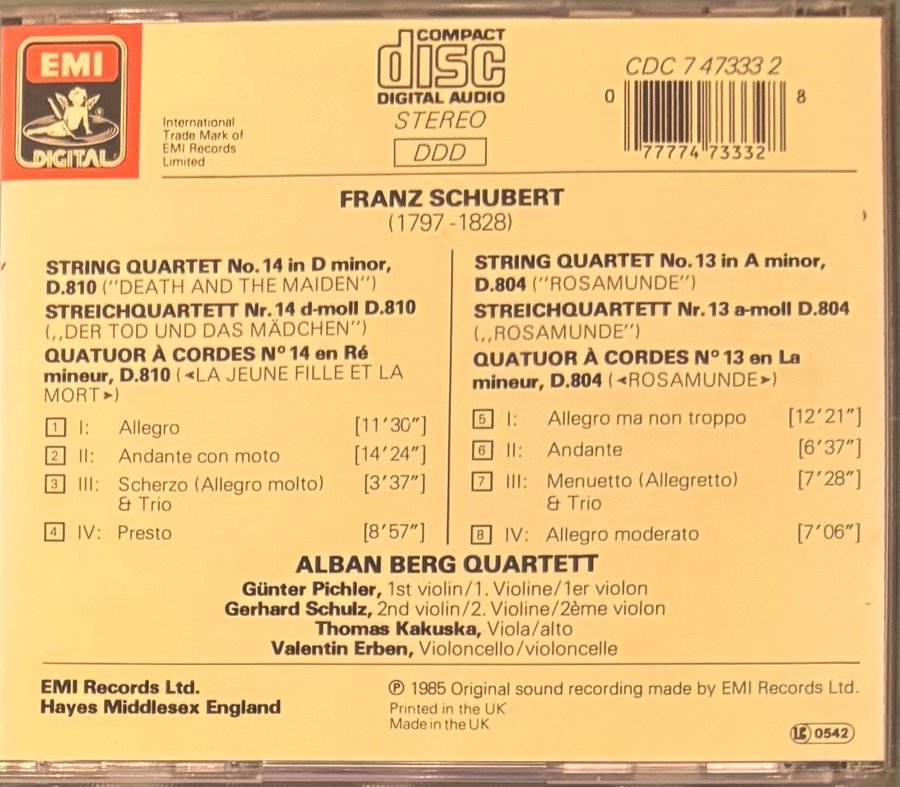 EMI
DIGITAL
International
Trade Mark of
EMI Records
Limited
COMPACT
disc
DIGITAL AUDIO
STEREO
DDD
CDC 7 47333 2
0 77774 73332 8
FRANZ SCHUBERT
(1797-1828)
STRING QUARTET No. 14 in D minor,
D.810 ("DEATH AND THE MAIDEN")
STREICHQUARTETT Nr. 14 d-moll D.810
(„DER TOD UND DAS MÄDCHEN")
QUATUOR À CORDES Nº 14 en Ré
mineur, D.810 (◂LA JEUNE FILLE ET LA
MORT▸)
1 I: Allegro [11'30"]
2 II: Andante con moto [14'24"]
3 III: Scherzo (Allegro molto) [3'37"]
& Trio
4 IV: Presto [8'57"]
STRING QUARTET No. 13 in A minor,
D.804 ("ROSAMUNDE")
STREICHQUARTETT Nr. 13 a-moll D.804
(„ROSAMUNDE")
QUATUOR À CORDES Nº 13 en La
mineur, D.804 (◂ROSAMUNDE▸)
5 I: Allegro ma non troppo [12'21"]
6 II: Andante [6'37"]
7 III: Menuetto (Allegretto) [7'28"]
& Trio
8 IV: Allegro moderato [7'06"]
ALBAN BERG QUARTETT
Günter Pichler, 1st violin/1. Violine/1er violon
Gerhard Schulz, 2nd violin/2. Violine/2ème violon
Thomas Kakuska, Viola/alto
Valentin Erben, Violoncello/violoncelle
EMI Records Ltd.
Hayes Middlesex England
℗ 1985 Original sound recording made by EMI Records Ltd.
Printed in the UK
Made in the UK
LC 0542